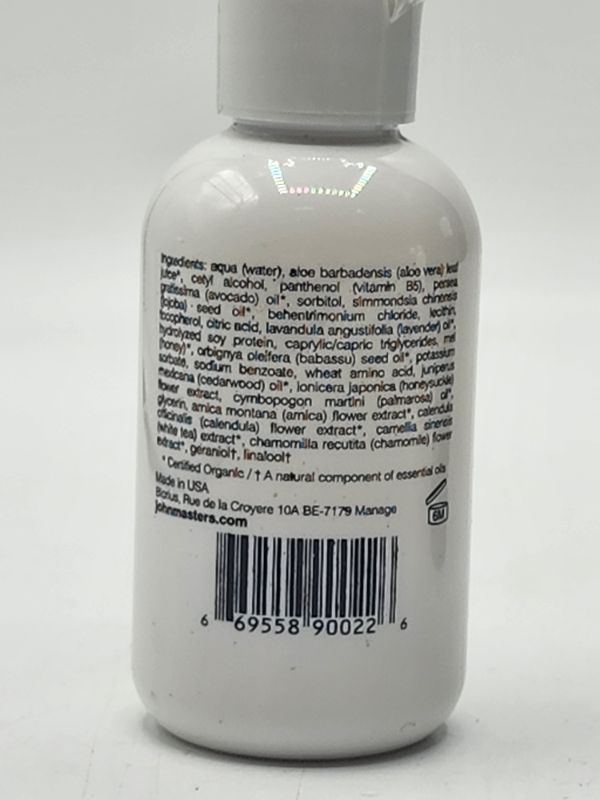 Ingredients: aqua (water), aloe barbadensis (aloe vera) leaf
juice*, cetyl alcohol, panthenol (vitamin B5), persea
gratissima (avocado) oil*, sorbitol, simmondsia chinensis
(jojoba) seed oil*, behentrimonium chloride, lecithin,
tocopherol, citric acid, lavandula angustifolia (lavender) oil*,
hydrolyzed soy protein, caprylic/capric triglycerides, mel
(honey)*, orbignya oleifera (babassu) seed oil*, potassium
sorbate, sodium benzoate, wheat amino acid, juniperus
mexicana (cedarwood) oil*, lonicera japonica (honeysuckle)
flower extract, cymbopogon martini (palmarosa) oil*,
glycerin, arnica montana (arnica) flower extract*, calendula
officinalis (calendula) flower extract*, camellia sinensis
(white tea) extract*, chamomilla recutita (chamomile) flower
extract*, geraniol†, linalool†
* Certified Organic / † A natural component of essential oils
Made in USA
Biorius, Rue de la Croyere 10A BE-7179 Manage
johnmasters.com
6M
6 69558 90022 6